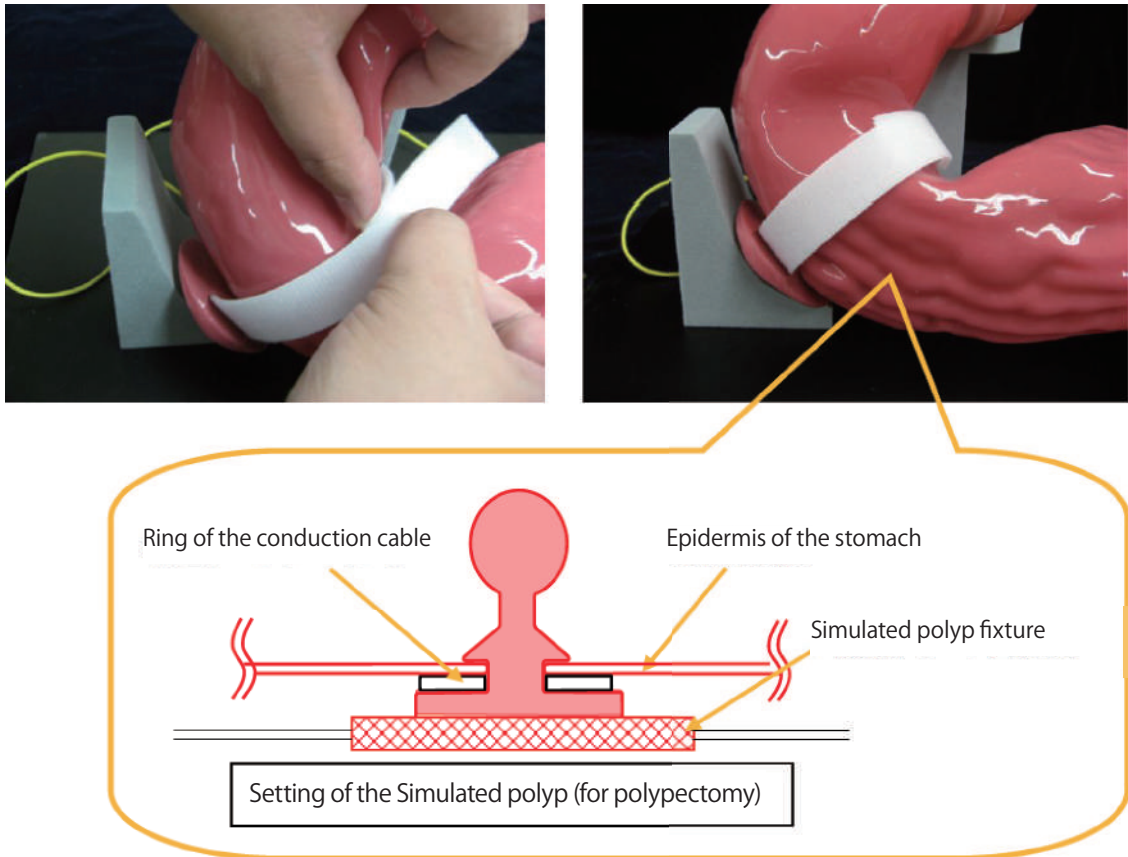 Ring of the conduction cable
Epidermis of the stomach
Simulated polyp fixture
Setting of the Simulated polyp (for polypectomy)